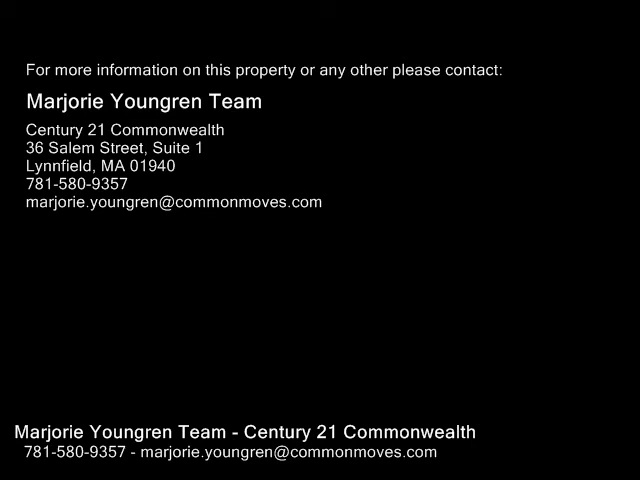 For more information on this property or any other please contact:
Marjorie Youngren Team
Century 21 Commonwealth
36 Salem Street, Suite 1
Lynnfield, MA 01940
781-580-9357
marjorie.youngren@commonmoves.com
Marjorie Youngren Team - Century 21 Commonwealth
781-580-9357 - marjorie.youngren@commonmoves.com